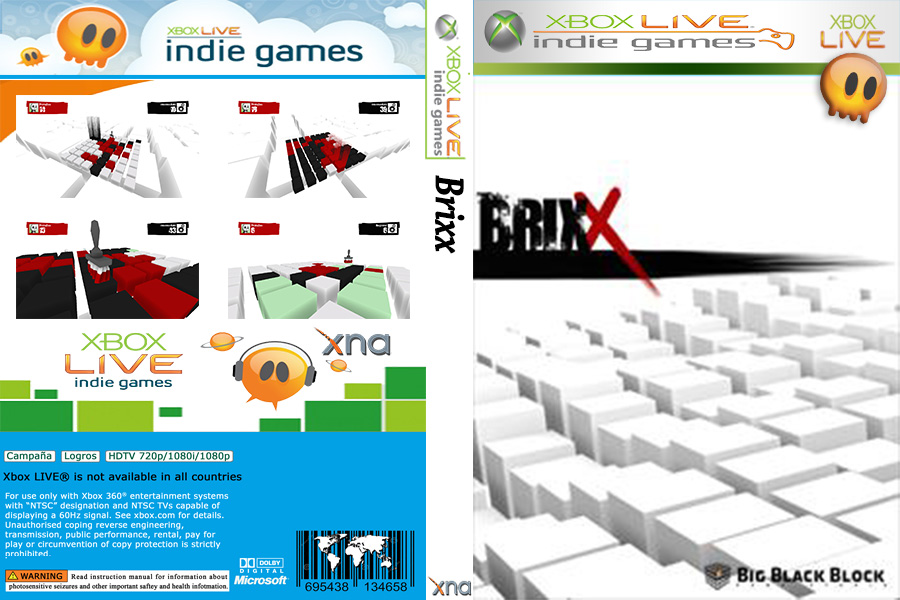 XBOX LIVE
indie games
XBOX LIVE
indie games
xna
Campaña Logros HDTV 720p/1080i/1080p
Xbox LIVE® is not available in all countries
For use only with Xbox 360® entertainment systems
with “NTSC” designation and NTSC TVs capable of
displaying a 60Hz signal. See xbox.com for details.
Unauthorised coping reverse engineering,
transmission, public performance, rental, pay for
play or circumvention of copy protection is strictly
prohibited.
WARNING Read instruction manual for information about
photosensitive seizures and other important saftey and health infotmation.
DOLBY
DIGITAL
Microsoft
695438 134658
XBOX LIVE
indie games
Brixx
xna
XBOX LIVE
indie games
XBOX
LIVE
BRIXX
BIG BLACK BLOCK